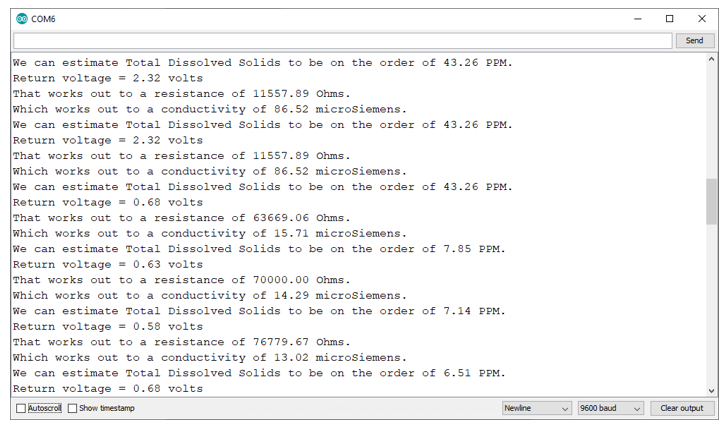 COM6
Send
We can estimate Total Dissolved Solids to be on the order of 43.26 PPM.
Return voltage = 2.32 volts
That works out to a resistance of 11557.89 Ohms.
Which works out to a conductivity of 86.52 microSiemens.
We can estimate Total Dissolved Solids to be on the order of 43.26 PPM.
Return voltage = 2.32 volts
That works out to a resistance of 11557.89 Ohms.
Which works out to a conductivity of 86.52 microSiemens.
We can estimate Total Dissolved Solids to be on the order of 43.26 PPM.
Return voltage = 0.68 volts
That works out to a resistance of 63669.06 Ohms.
Which works out to a conductivity of 15.71 microSiemens.
We can estimate Total Dissolved Solids to be on the order of 7.85 PPM.
Return voltage = 0.63 volts
That works out to a resistance of 70000.00 Ohms.
Which works out to a conductivity of 14.29 microSiemens.
We can estimate Total Dissolved Solids to be on the order of 7.14 PPM.
Return voltage = 0.58 volts
That works out to a resistance of 76779.67 Ohms.
Which works out to a conductivity of 13.02 microSiemens.
We can estimate Total Dissolved Solids to be on the order of 6.51 PPM.
Return voltage = 0.68 volts
Autoscroll Show timestamp Newline 9600 baud Clear output